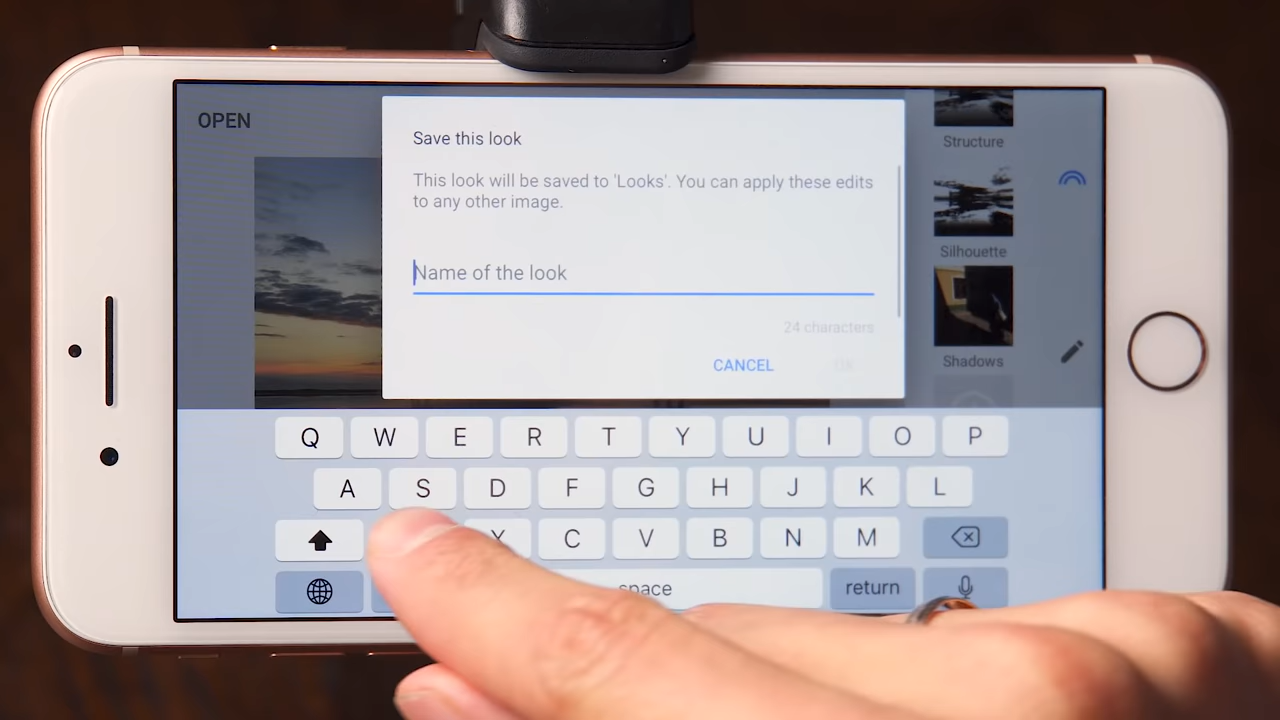 OPEN
Save this look
This look will be saved to 'Looks'. You can apply these edits
to any other image.
Name of the look
24 characters
CANCEL
OK
Structure
Silhouette
Shadows
Q W E R T Y U I O P
A S D F G H J K L
X C V B N M
space return